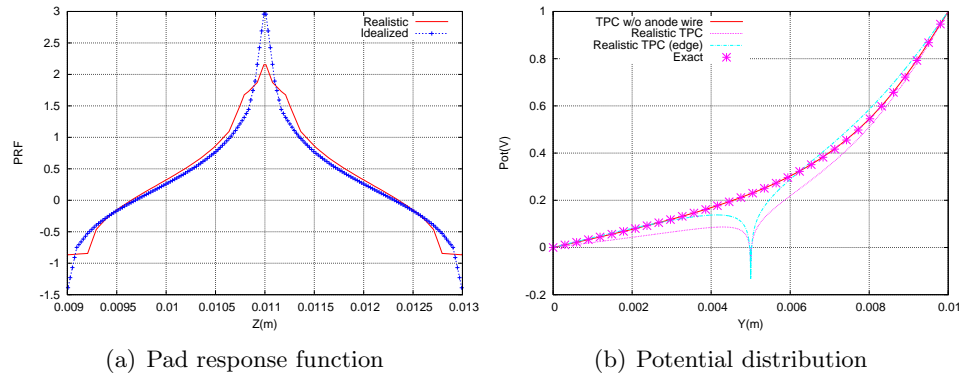 3
2.5
2
1.5
1
0.5
0
-0.5
-1
-1.5
PRF
Realistic
Idealized
0.009
0.0095
0.01
0.0105
0.011
0.0115
0.012
0.0125
0.013
Z(m)
(a) Pad response function
1
0.8
0.6
0.4
0.2
0
-0.2
Pot(V)
TPC w/o anode wire
Realistic TPC
Realistic TPC (edge)
Exact
0
0.002
0.004
0.006
0.008
0.01
Y(m)
(b) Potential distribution